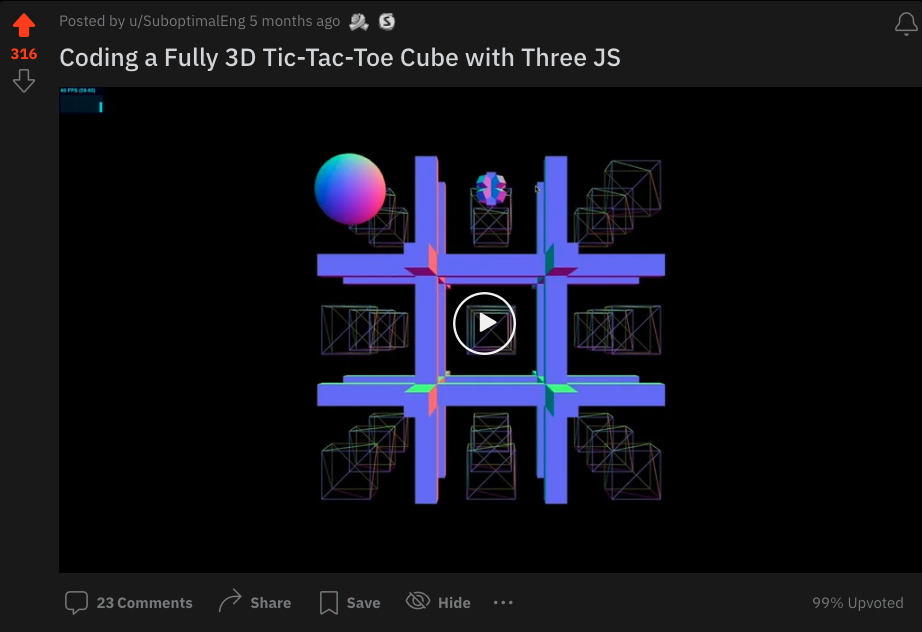 Posted by u/SuboptimalEng 5 months ago
316
Coding a Fully 3D Tic-Tac-Toe Cube with Three JS
23 Comments
Share
Save
Hide
99% Upvoted